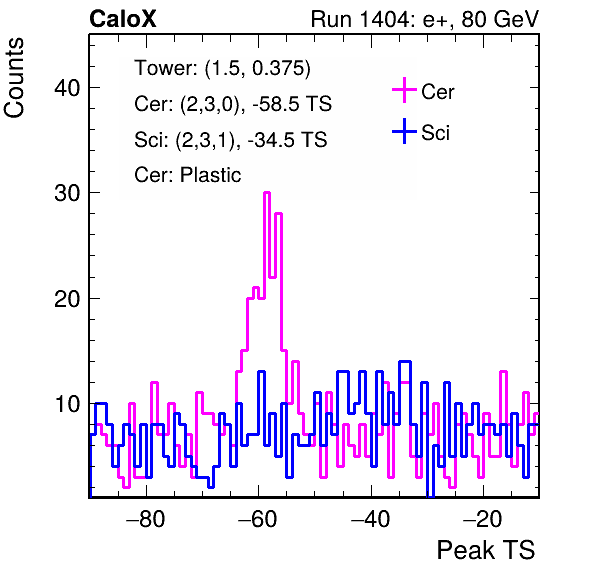 CaloX Run 1404: e+, 80 GeV
Counts
Tower: (1.5, 0.375)
Cer: (2,3,0), -58.5 TS
Sci: (2,3,1), -34.5 TS
Cer: Plastic
Cer
Sci
40
30
20
10
−80 −60 −40 −20
Peak TS